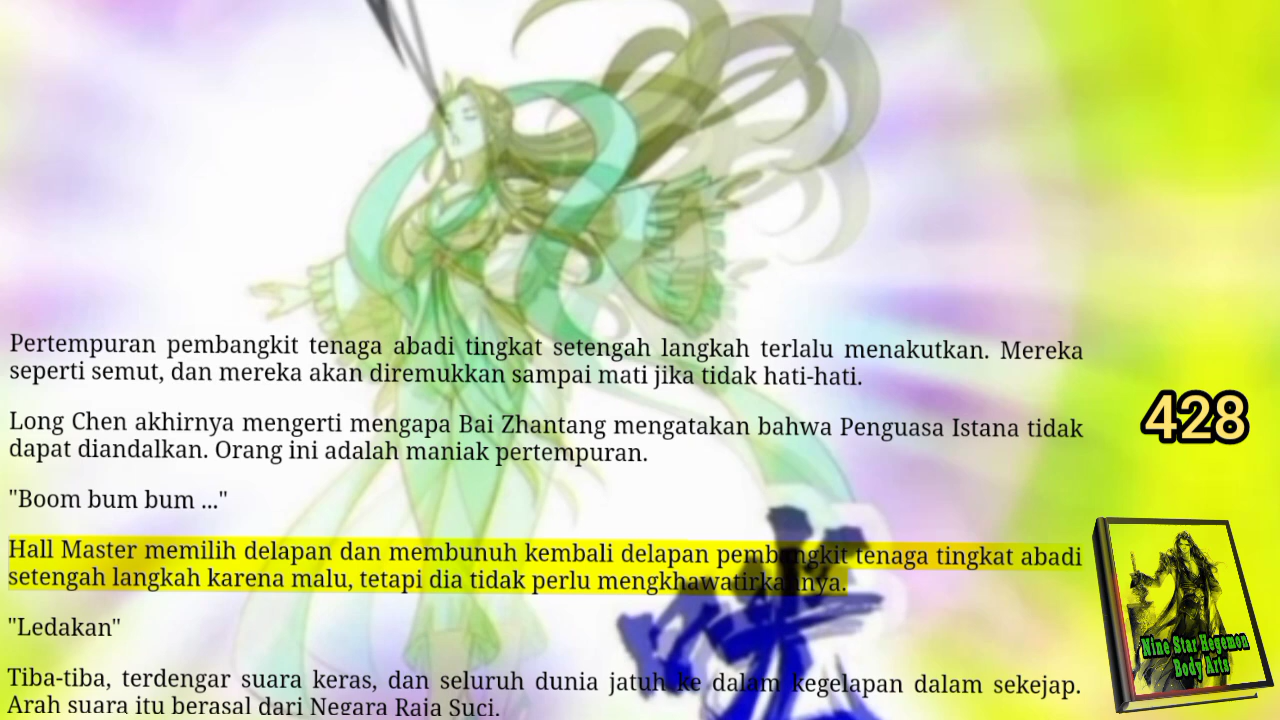 Pertempuran pembangkit tenaga abadi tingkat setengah langkah terlalu menakutkan. Mereka
seperti semut, dan mereka akan diremukkan sampai mati jika tidak hati-hati.
Long Chen akhirnya mengerti mengapa Bai Zhantang mengatakan bahwa Penguasa Istana tidak
dapat diandalkan. Orang ini adalah maniak pertempuran.
"Boom bum bum ..."
Hall Master memilih delapan dan membunuh kembali delapan pembangkit tenaga tingkat abadi
setengah langkah karena malu, tetapi dia tidak perlu mengkhawatirkannya.
"Ledakan"
Tiba-tiba, terdengar suara keras, dan seluruh dunia jatuh ke dalam kegelapan dalam sekejap.
Arah suara itu berasal dari Negara Raja Suci.
428
Nine Star Hegemon
Body Arts